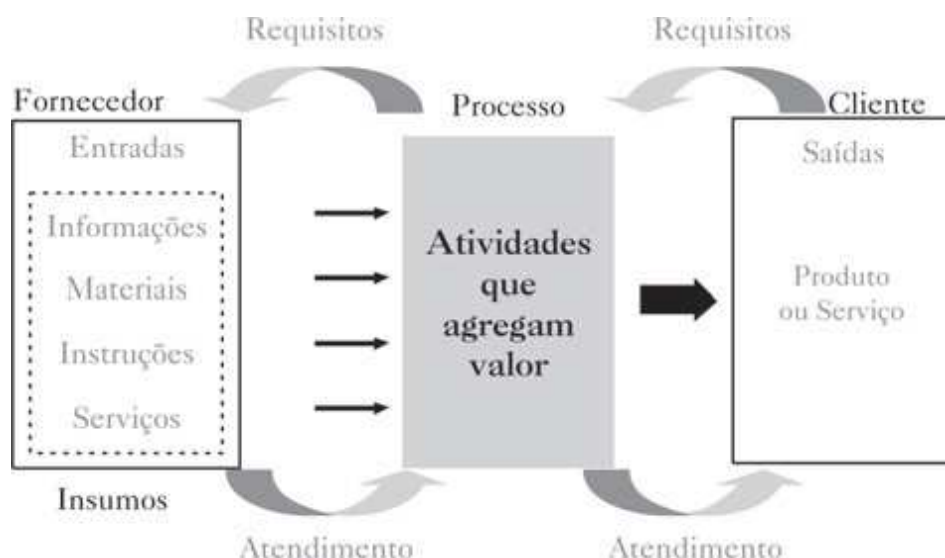 Requisitos
Requisitos
Fornecedor
Processo
Cliente
Entradas
Informações
Materiais
Instruções
Serviços
Insumos
Atividades
que
agregam
valor
Saídas
Produto
ou Serviço
Atendimento
Atendimento